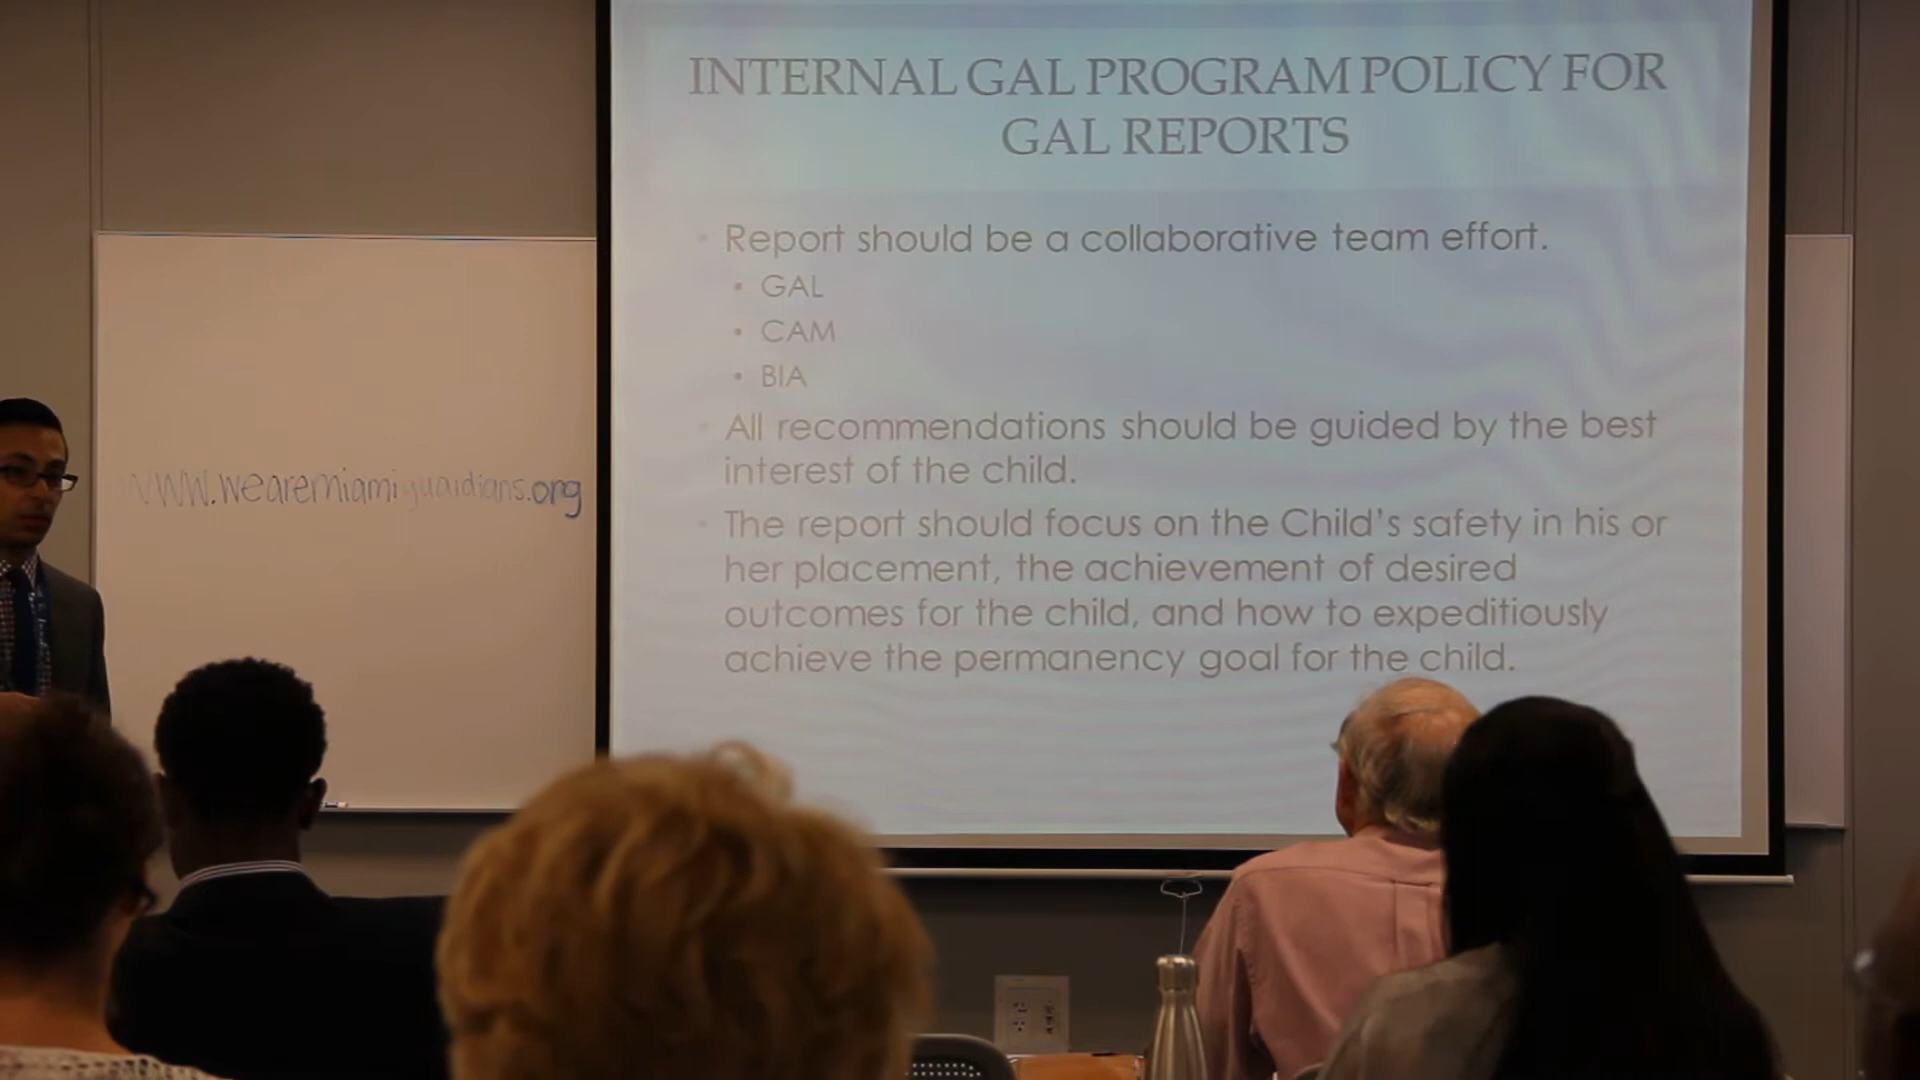 INTERNAL GAL PROGRAM POLICY FOR
GAL REPORTS
• Report should be a collaborative team effort.
• GAL
• CAM
• BIA
• All recommendations should be guided by the best
interest of the child.
• The report should focus on the Child's safety in his or
her placement, the achievement of desired
outcomes for the child, and how to expeditiously
achieve the permanency goal for the child.
www.wearemiamiguardians.org